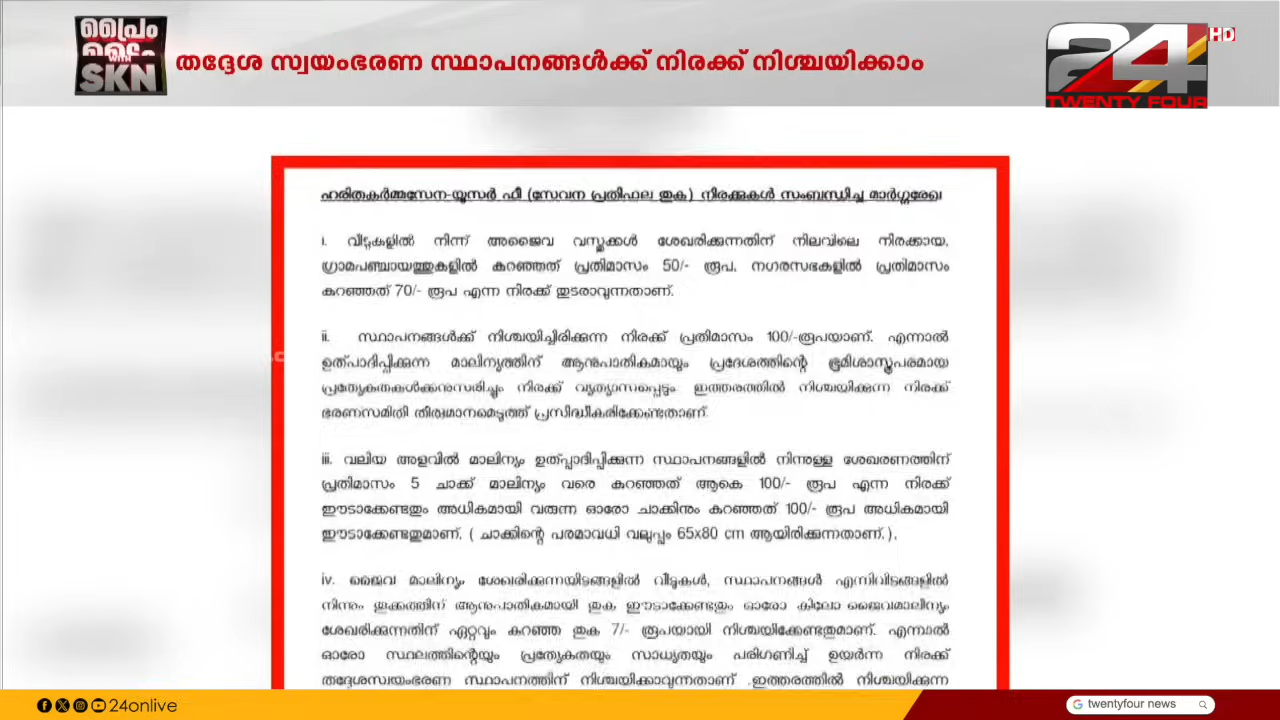 പ്രൈം
ടൈം
WITH
SKN
തദ്ദേശ സ്വയംഭരണ സ്ഥാപനങ്ങൾക്ക് നിരക്ക് നിശ്ചയിക്കാം
24
HD
TWENTY FOUR
ഹരിതകർമ്മസേന-യൂസർ ഫീ (സേവന പ്രതിഫല തുക) നിരക്കുകൾ സംബന്ധിച്ച മാർഗ്ഗരേഖ
i. വീടുകളിൽ നിന്ന് അജൈവ വസ്തുക്കൾ ശേഖരിക്കുന്നതിന് നിലവിലെ നിരക്കായ,
ഗ്രാമപഞ്ചായത്തുകളിൽ കുറഞ്ഞത് പ്രതിമാസം 50/- രൂപ, നഗരസഭകളിൽ പ്രതിമാസം
കുറഞ്ഞത് 70/- രൂപ എന്ന നിരക്ക് തുടരാവുന്നതാണ്.
ii. സ്ഥാപനങ്ങൾക്ക് നിശ്ചയിച്ചിരിക്കുന്ന നിരക്ക് പ്രതിമാസം 100/-രൂപയാണ്. എന്നാൽ
ഉത്പാദിപ്പിക്കുന്ന മാലിന്യത്തിന് ആനുപാതികമായും പ്രദേശത്തിന്റെ ഭൂമിശാസ്ത്രപരമായ
പ്രത്യേകതകൾക്കനുസരിച്ചും നിരക്ക് വ്യത്യാസപ്പെടും. ഇത്തരത്തിൽ നിശ്ചയിക്കുന്ന നിരക്ക്
ഭരണസമിതി തീരുമാനമെടുത്ത് പ്രസിദ്ധീകരിക്കേണ്ടതാണ്.
iii. വലിയ അളവിൽ മാലിന്യം ഉത്പ്പാദിപ്പിക്കുന്ന സ്ഥാപനങ്ങളിൽ നിന്നുള്ള ശേഖരണത്തിന്
പ്രതിമാസം 5 ചാക്ക് മാലിന്യം വരെ കുറഞ്ഞത് ആകെ 100/- രൂപ എന്ന നിരക്ക്
ഈടാക്കേണ്ടതും അധികമായി വരുന്ന ഓരോ ചാക്കിനും കുറഞ്ഞത് 100/- രൂപ അധികമായി
ഈടാക്കേണ്ടതുമാണ്. ( ചാക്കിന്റെ പരമാവധി വലുപ്പം 65x80 cm ആയിരിക്കുന്നതാണ്.).
iv. ജൈവ മാലിന്യം ശേഖരിക്കുന്നയിടങ്ങളിൽ വീടുകൾ, സ്ഥാപനങ്ങൾ എന്നിവിടങ്ങളിൽ
നിന്നും തൂക്കത്തിന് ആനുപാതികമായി തുക ഈടാക്കേണ്ടതും ഓരോ കിലോ ജൈവമാലിന്യം
ശേഖരിക്കുന്നതിന് ഏറ്റവും കുറഞ്ഞ തുക 7/- രൂപയായി നിശ്ചയിക്കേണ്ടതുമാണ്. എന്നാൽ
ഓരോ സ്ഥലത്തിന്റെയും പ്രത്യേകതയും സാധ്യതയും പരിഗണിച്ച് ഉയർന്ന നിരക്ക്
തദ്ദേശസ്വയംഭരണ സ്ഥാപനത്തിന് നിശ്ചയിക്കാവുന്നതാണ് .ഇത്തരത്തിൽ നിശ്ചയിക്കുന്ന
24onlive
twentyfour news